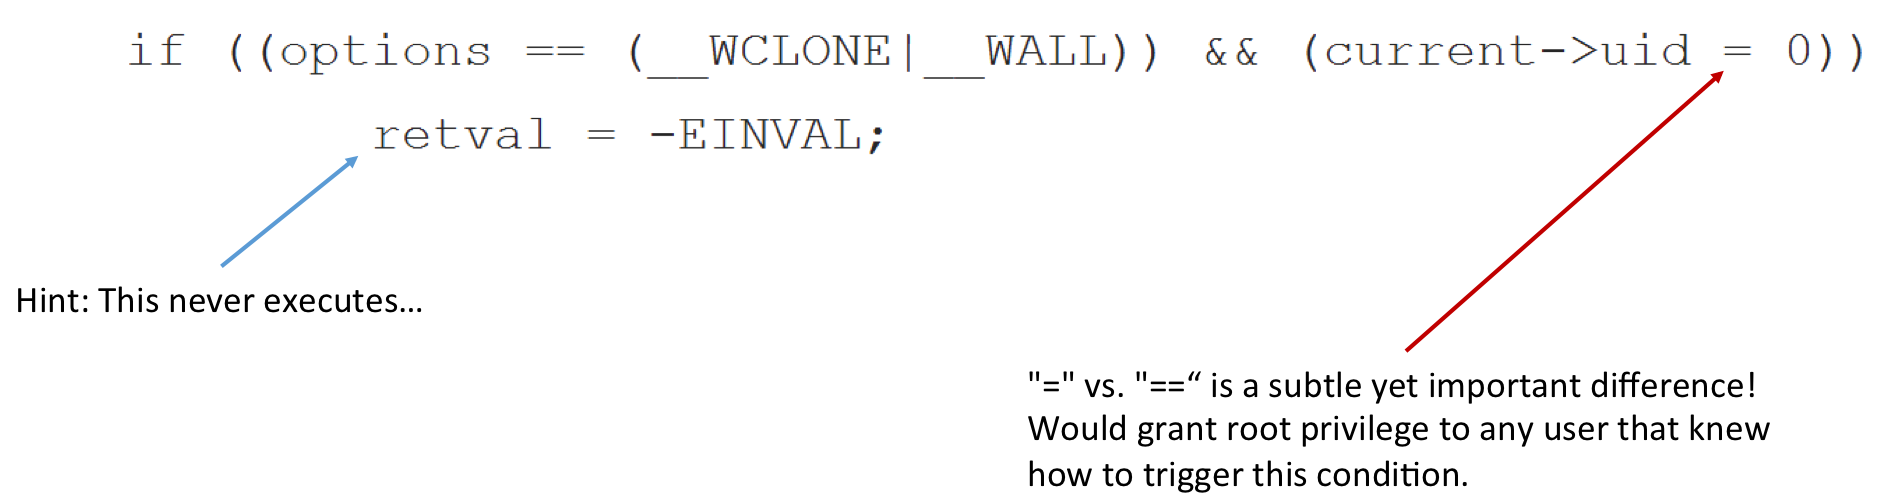 if ((options == (__WCLONE|__WALL)) && (current->uid = 0))
retval = -EINVAL;
Hint: This never executes…
"=" vs. "==“ is a subtle yet important difference!
Would grant root privilege to any user that knew
how to trigger this condition.